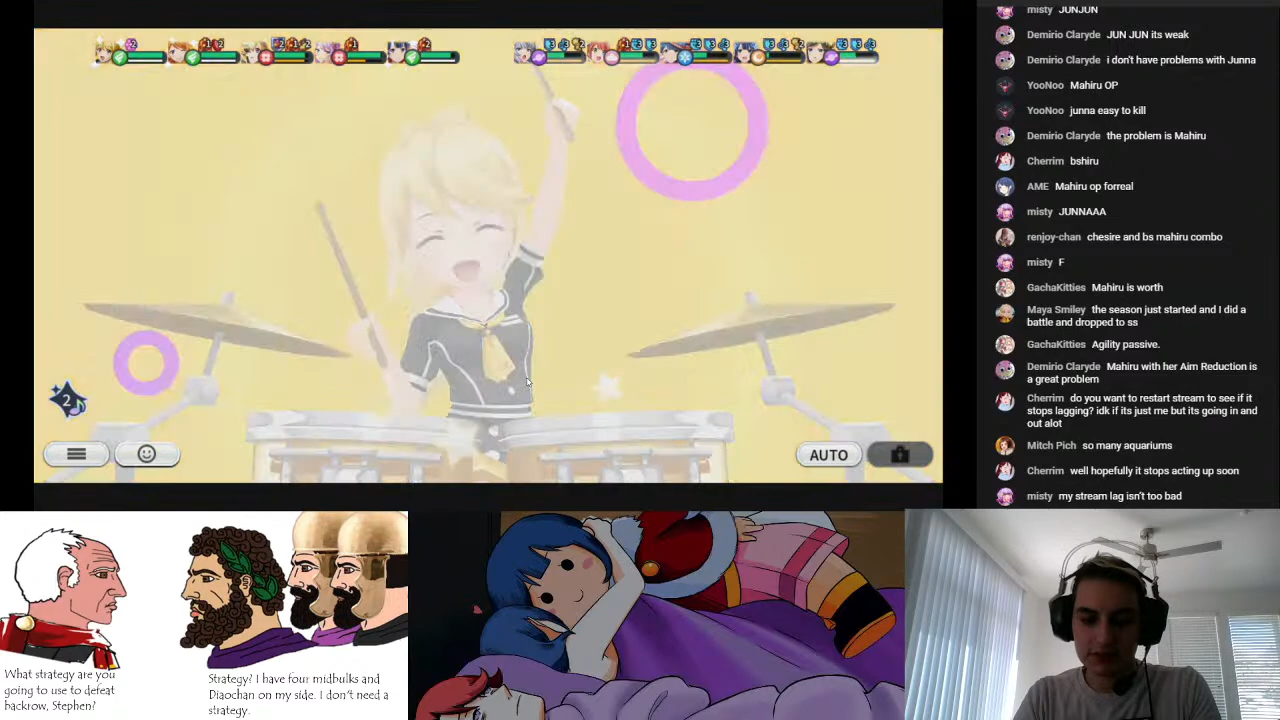 misty JUNJUN
Demirio Claryde JUN JUN its weak
Demirio Claryde i don't have problems with Junna
YooNoo Mahiru OP
YooNoo junna easy to kill
Demirio Claryde the problem is Mahiru
Cherrim bshiru
AME Mahiru op forreal
misty JUNNAAA
renjoy-chan chesire and bs mahiru combo
misty F
GachaKitties Mahiru is worth
Maya Smiley the season just started and I did a
battle and dropped to ss
GachaKitties Agility passive.
Demirio Claryde Mahiru with her Aim Reduction is
a great problem
Cherrim do you want to restart stream to see if it
stops lagging? idk if its just me but its going in and
out alot
Mitch Pich so many aquariums
Cherrim well hopefully it stops acting up soon
misty my stream lag isn't too bad
2
AUTO
What strategy are you
going to use to defeat
backrow, Stephen?
Strategy? I have four midbulks and
Diaochan on my side. I don't need a
strategy.